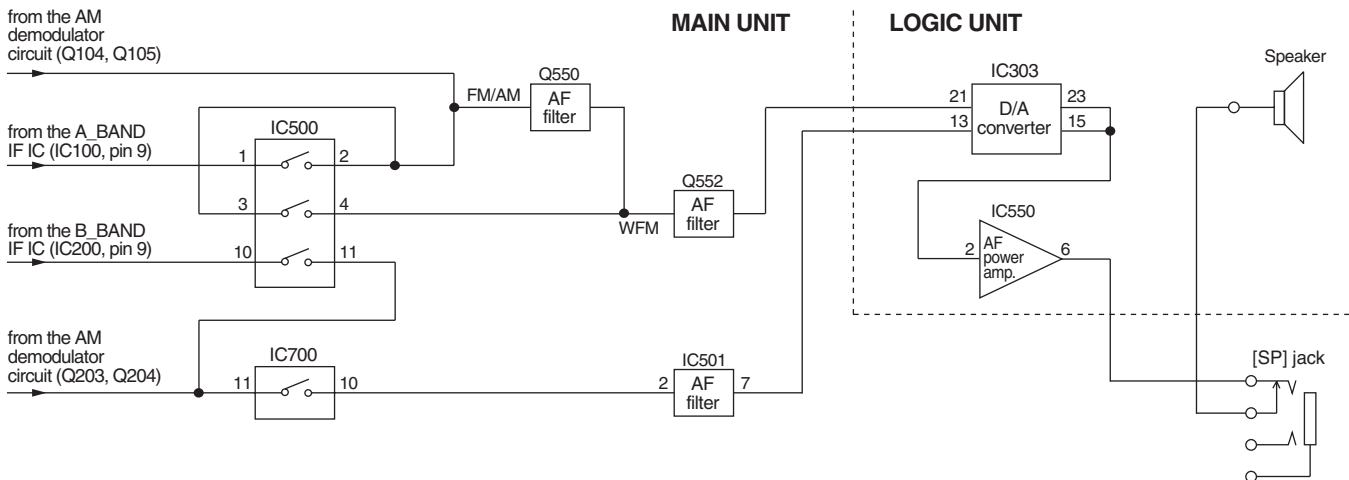 from the AM
demodulator
circuit (Q104, Q105)
MAIN UNIT
LOGIC UNIT
Speaker
Q550
FM/AM
AF
filter
IC303
21
13
D/A
converter
23
15
from the A_BAND
IF IC (IC100, pin 9)
IC500
1
2
3
4
Q552
AF
filter
WFM
IC550
2
AF
power
amp.
6
from the B_BAND
IF IC (IC200, pin 9)
10
11
from the AM
demodulator
circuit (Q203, Q204)
IC700
11
10
IC501
2
AF
filter
7
[SP] jack